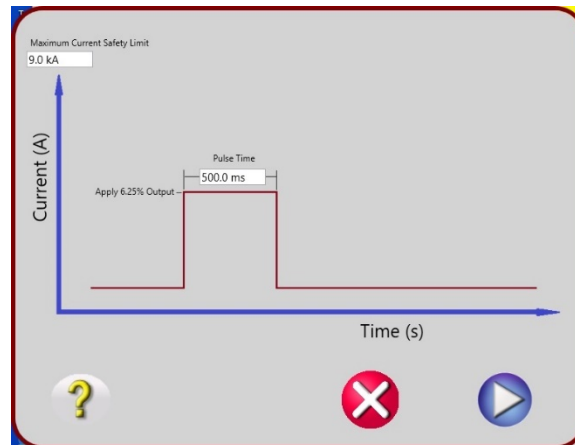 Maximum Current Safety Limit
9.0 kA
Pulse Time
500.0 ms
Apply 6.25% Output
Current (A)
Time (s)
?